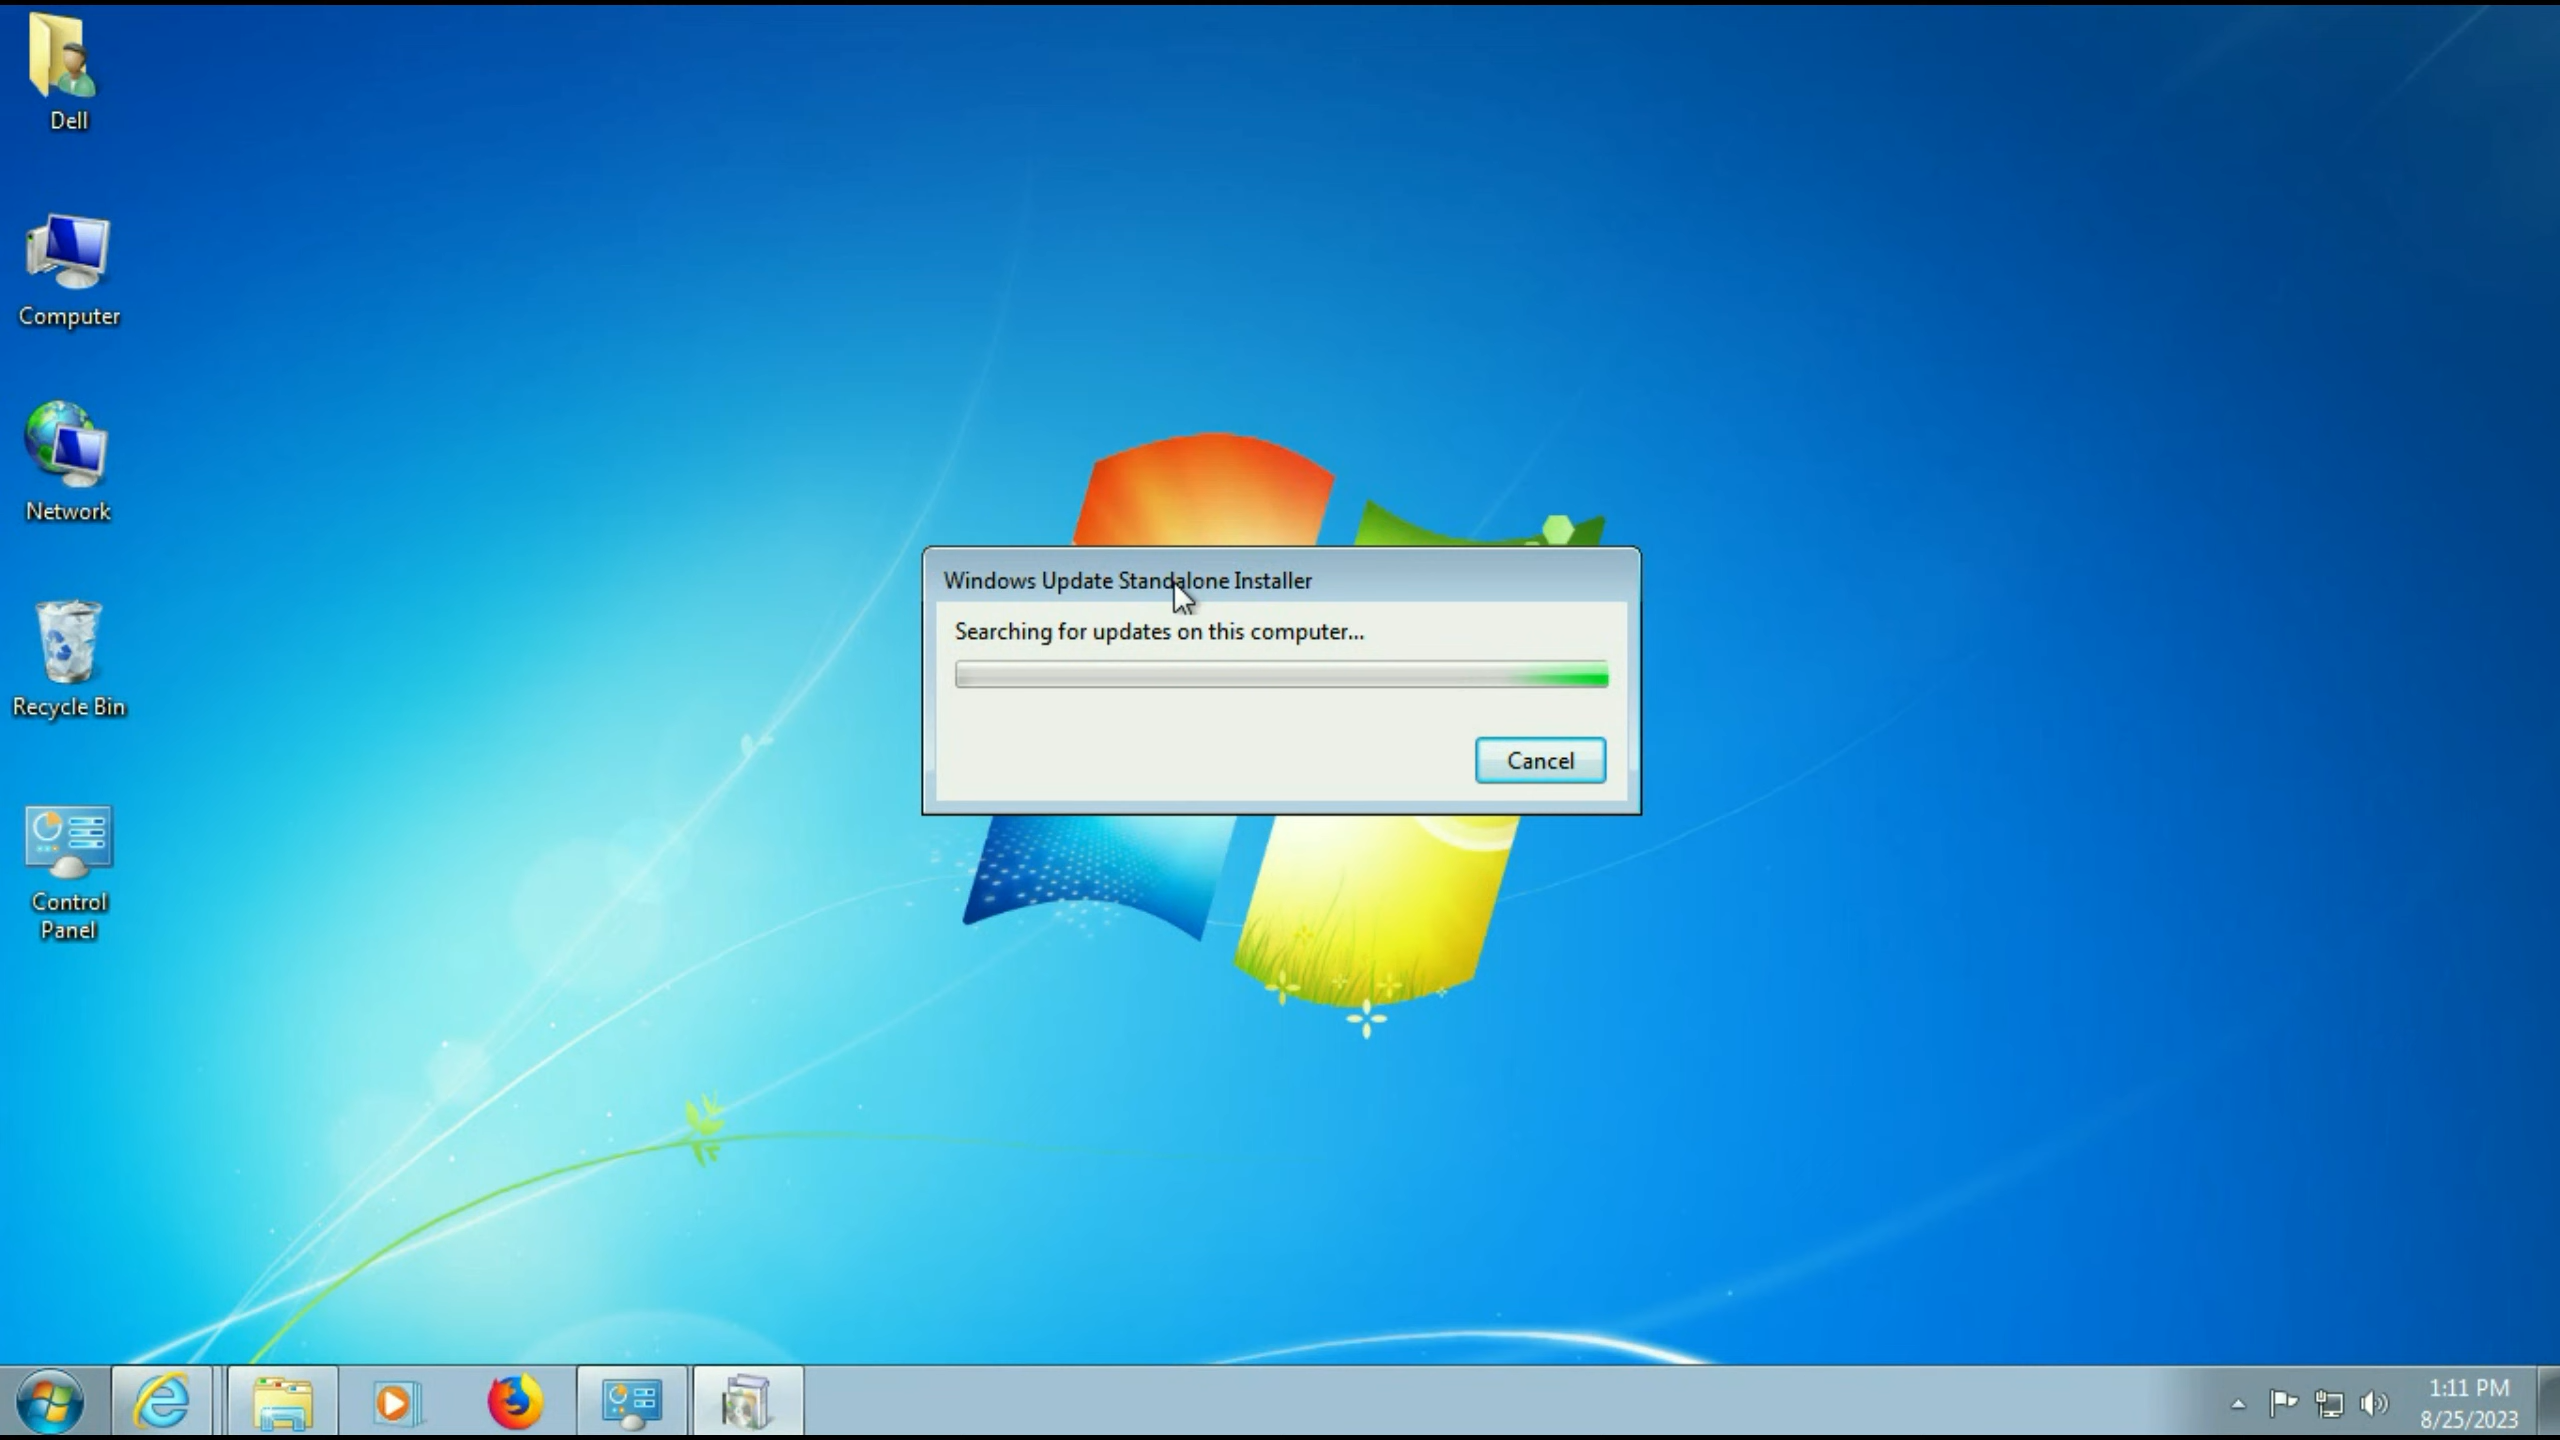 Dell
Computer
Network
Recycle Bin
Control
Panel
Windows Update Standalone Installer
Searching for updates on this computer...
Cancel
1:11 PM
8/25/2023